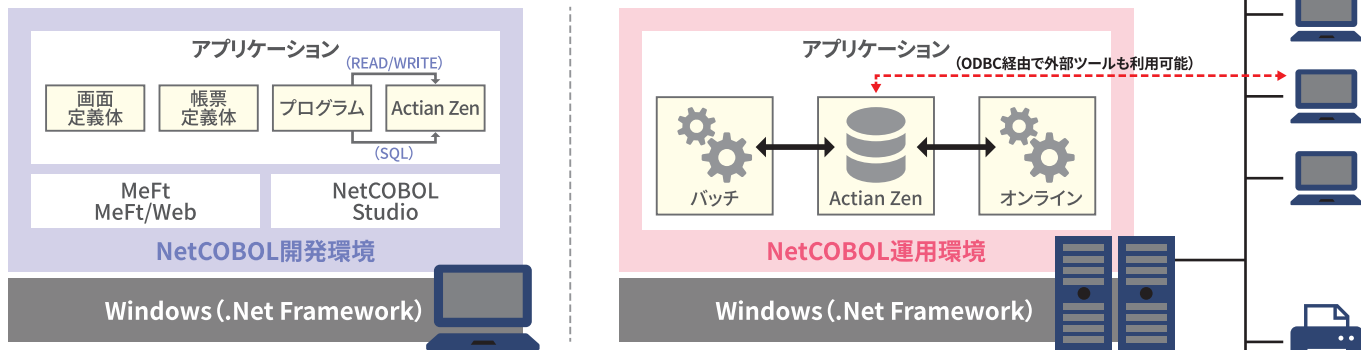 アプリケーション
(READ/WRITE)
画面
定義体
帳票
定義体
プログラム
Actian Zen
(SQL)
MeFt
MeFt/Web
NetCOBOL
Studio
NetCOBOL開発環境
Windows(.Net Framework)
アプリケーション
(ODBC経由で外部ツールも利用可能)
バッチ
Actian Zen
オンライン
NetCOBOL運用環境
Windows(.Net Framework)